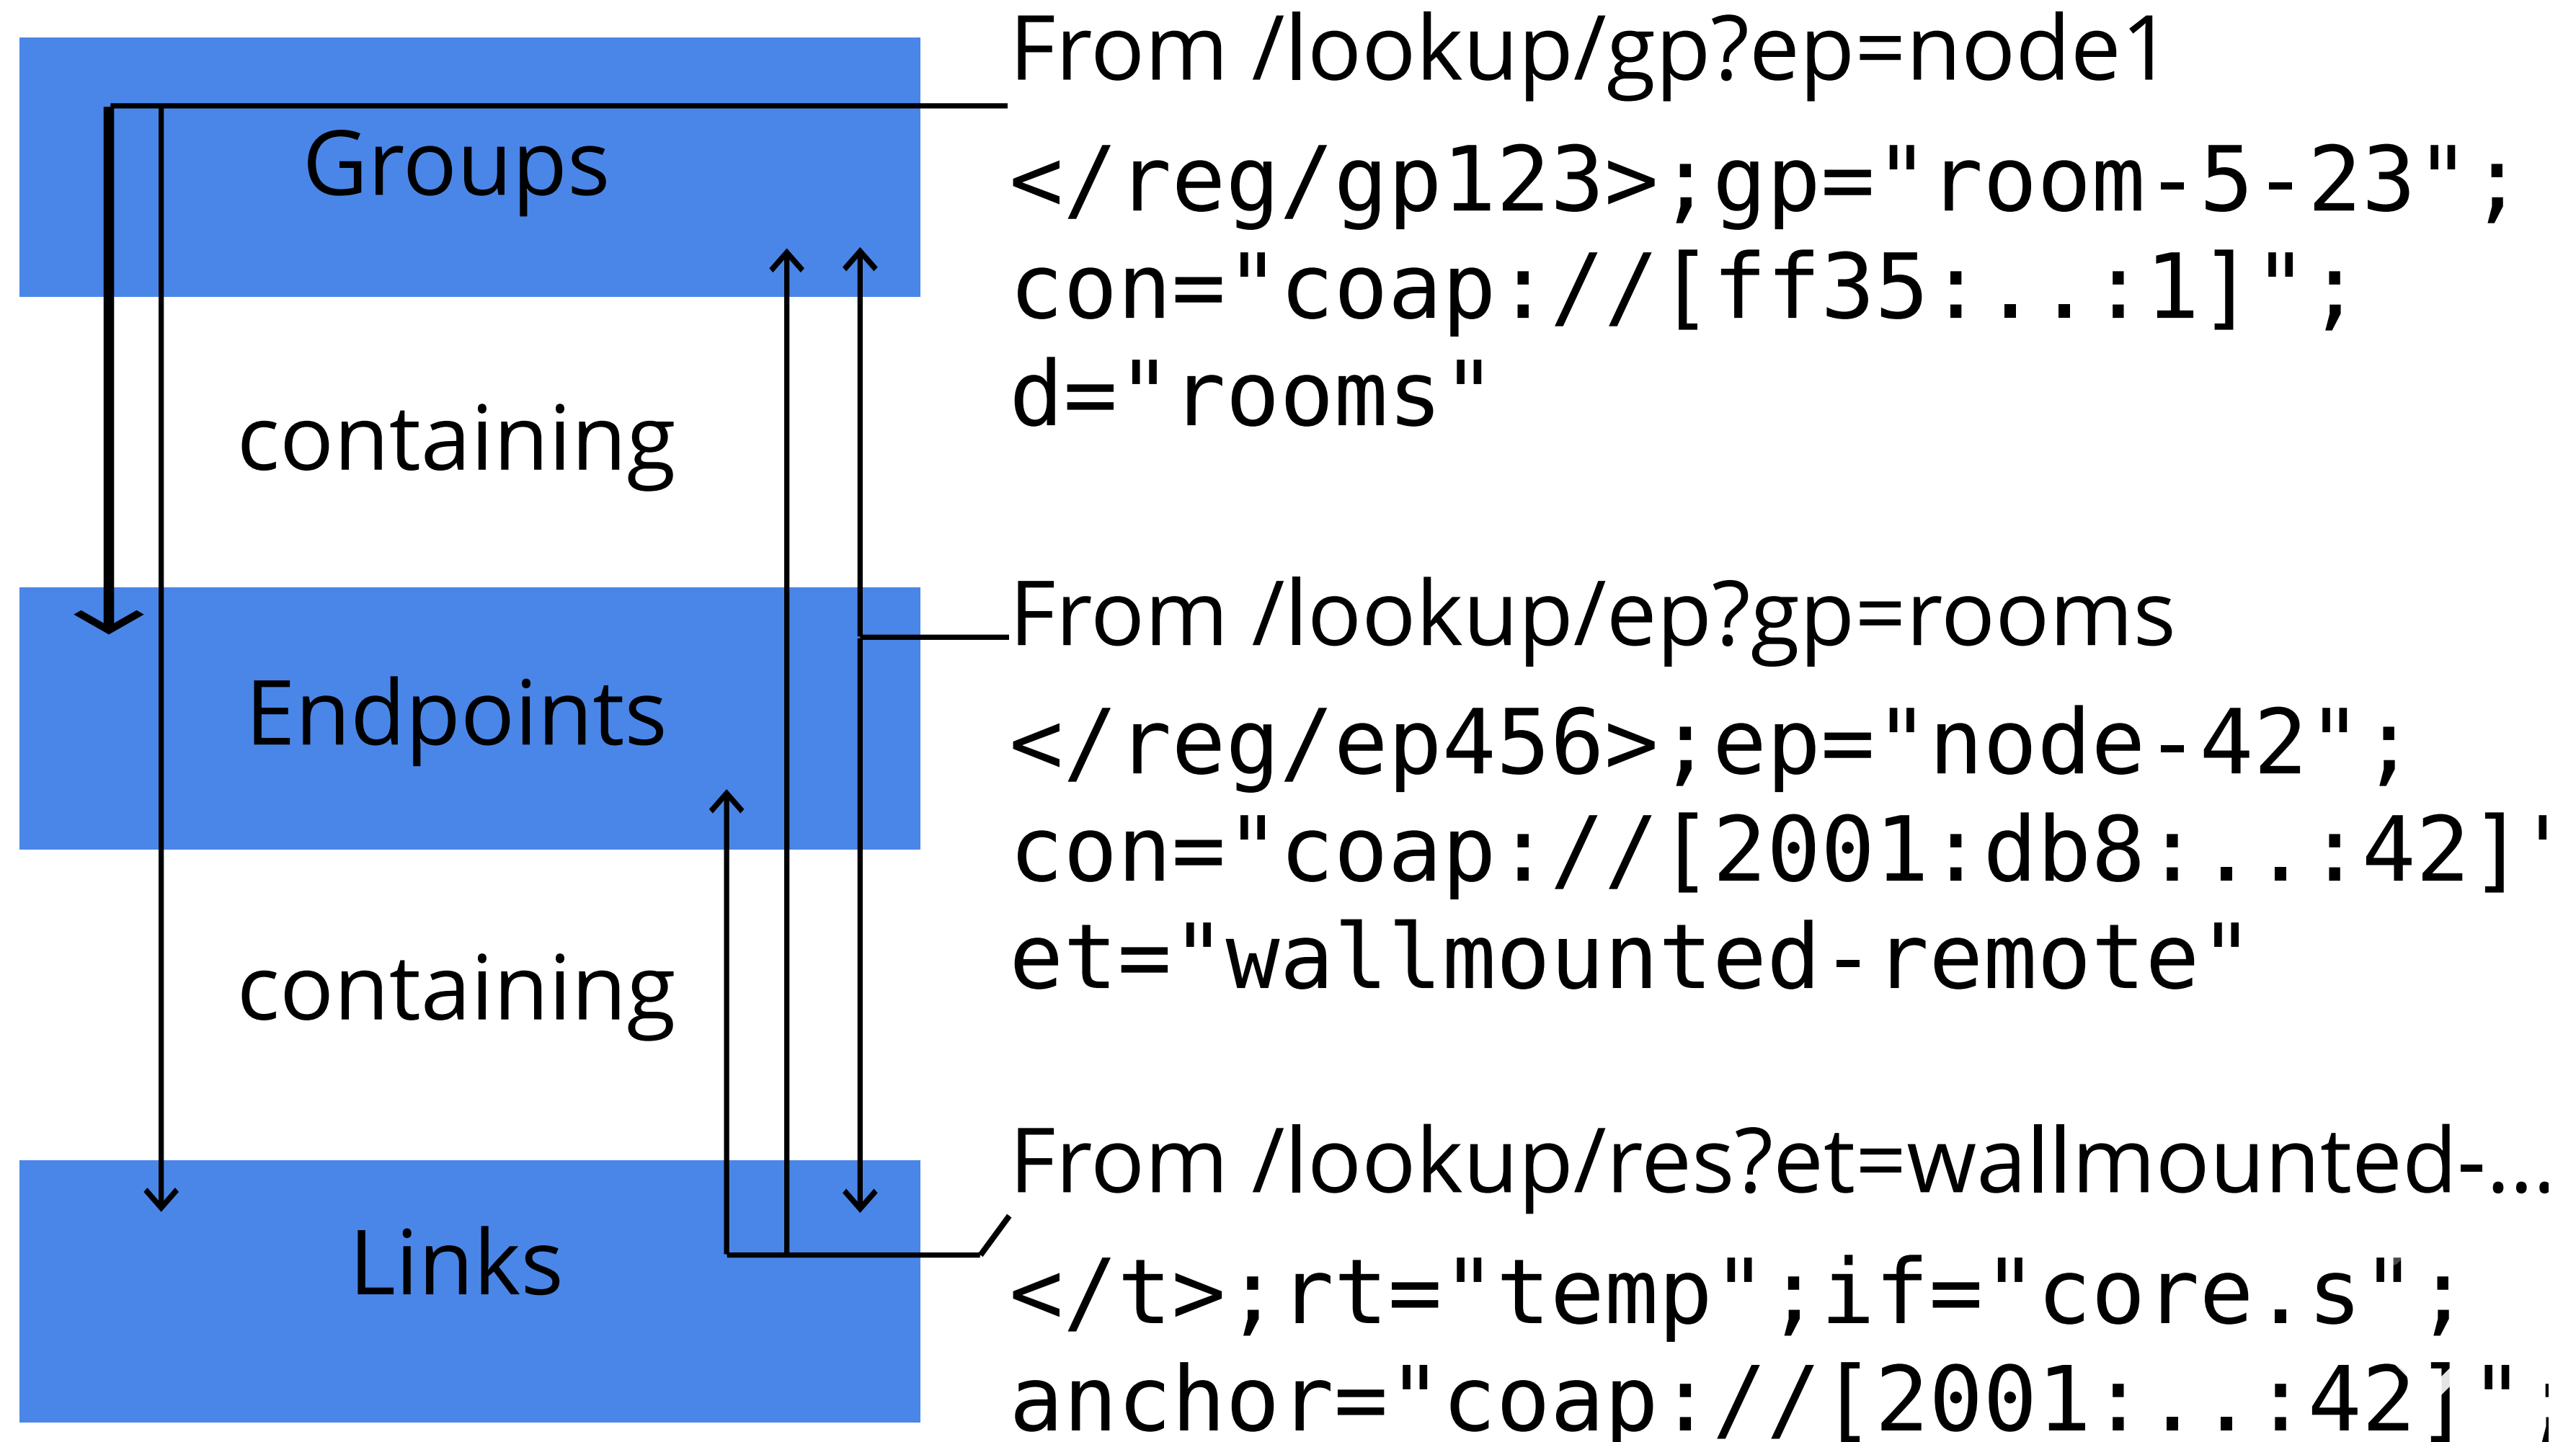 Groups
containing
Endpoints
containing
Links
From /lookup/gp?ep=node1
</reg/gp123>;gp="room-5-23";
con="coap://[ff35:..:1]";
d="rooms"
From /lookup/ep?gp=rooms
</reg/ep456>;ep="node-42";
con="coap://[2001:db8:..:42]"
et="wallmounted-remote"
From /lookup/res?et=wallmounted-...
</t>;rt="temp";if="core.s";
anchor="coap://[2001:..:42]";